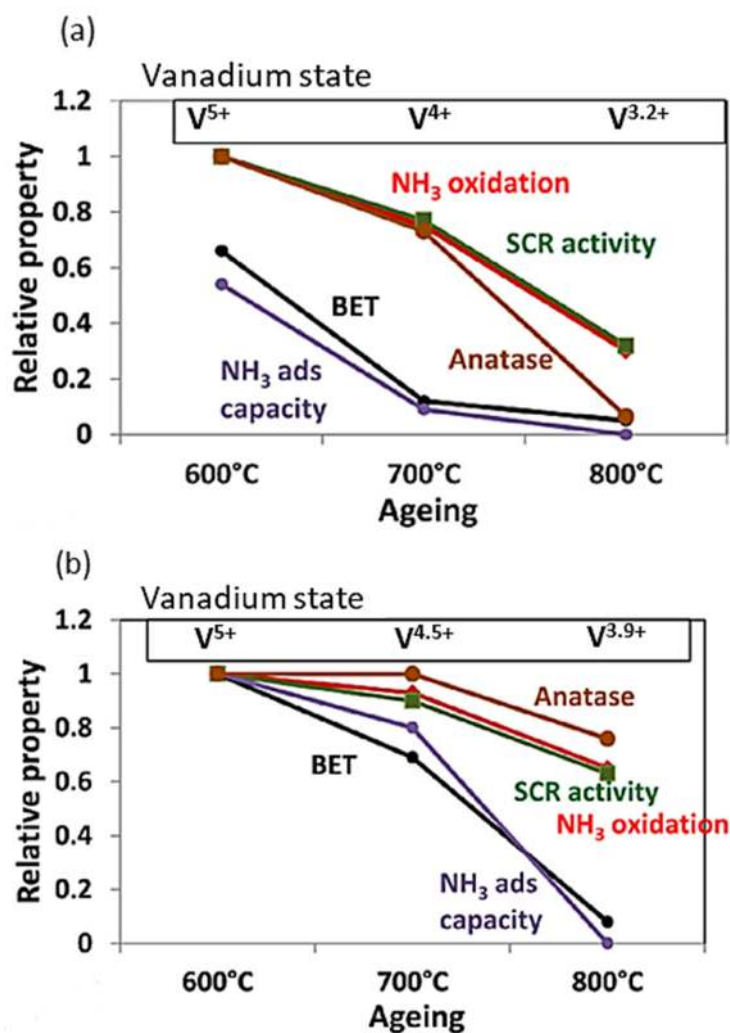 (a)
Vanadium state
1.2
V5+ V4+ V3.2+
1
NH3 oxidation
0.8
SCR activity
0.6
BET
0.4
Anatase
NH3 ads
capacity
0.2
0
Relative property
600°C 700°C 800°C
Ageing
(b)
Vanadium state
1.2
V5+ V4.5+ V3.9+
1
Anatase
0.8
BET
0.6
SCR activity
NH3 oxidation
0.4
NH3 ads
capacity
0.2
0
Relative property
600°C 700°C 800°C
Ageing